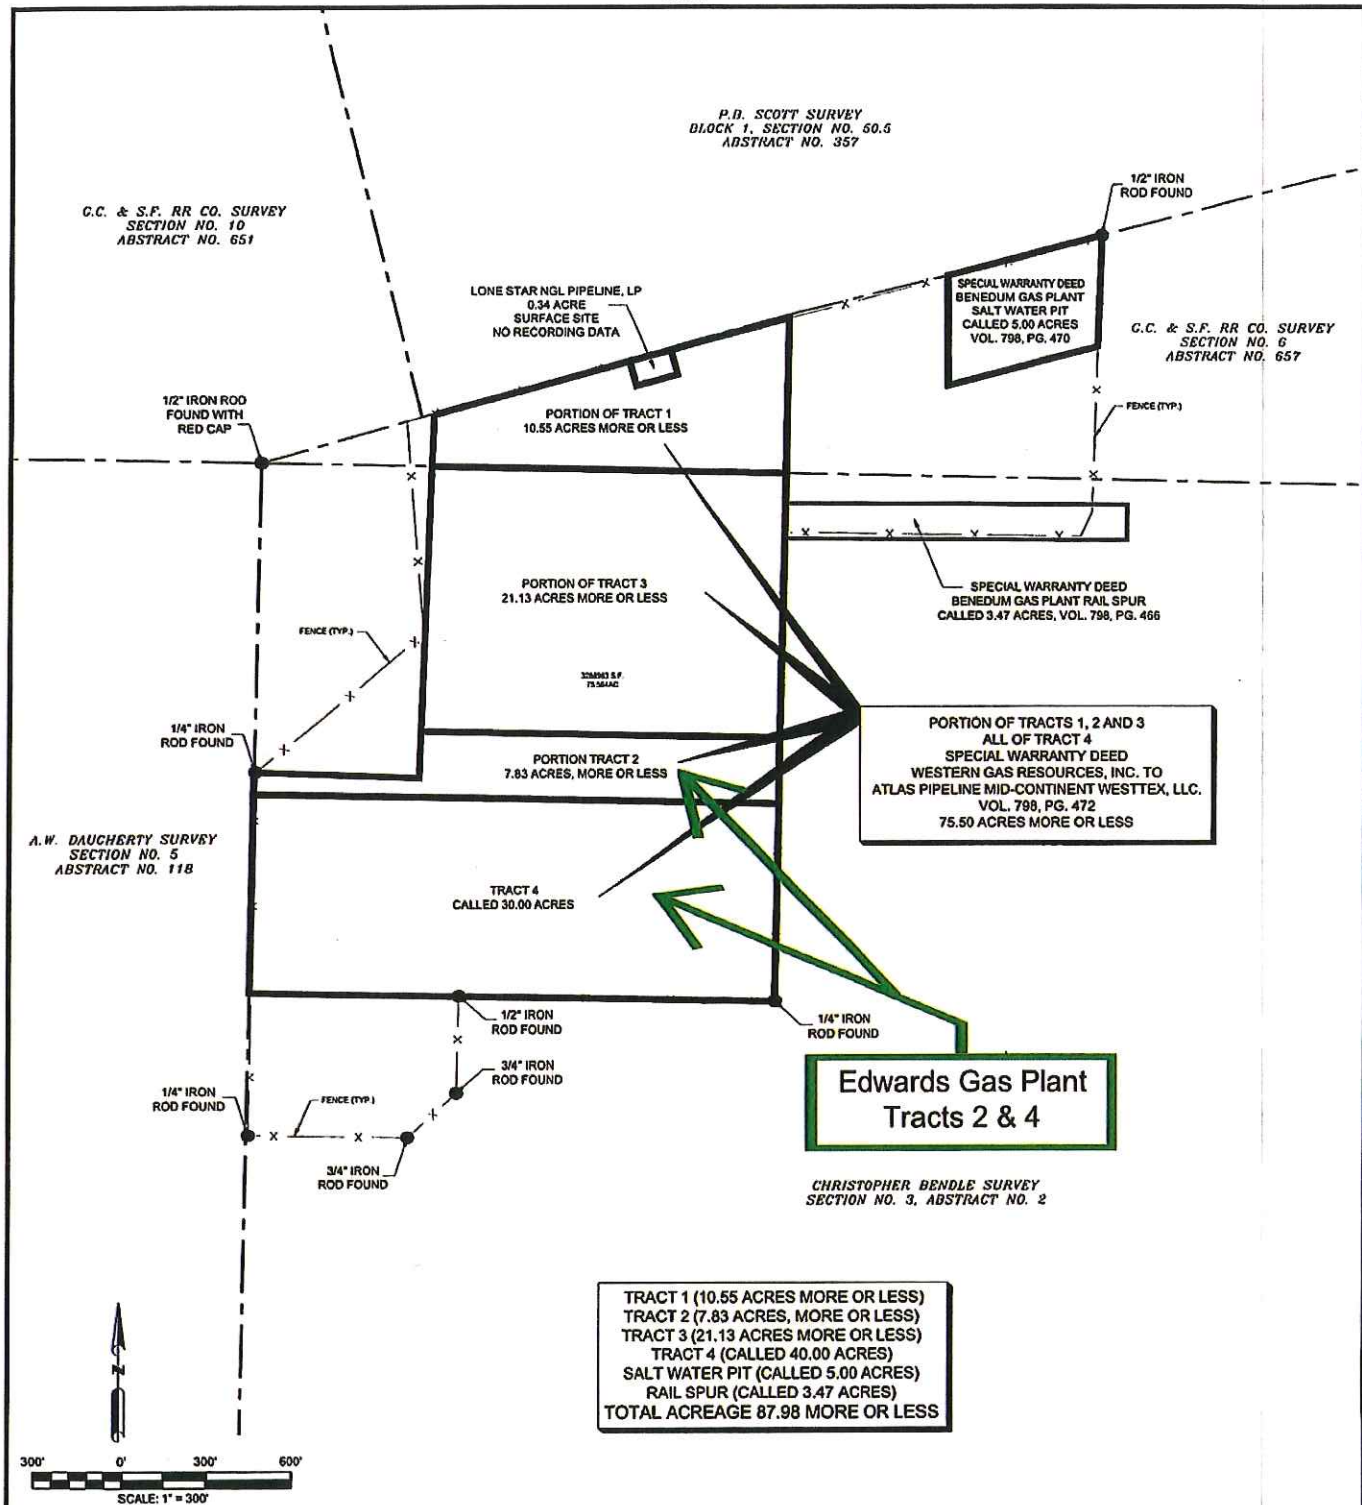 P.B. SCOTT SURVEY
BLOCK 1, SECTION NO. 50.5
ABSTRACT NO. 357
1/2" IRON
ROD FOUND
G.C. & S.F. RR CO. SURVEY
SECTION NO. 10
ABSTRACT NO. 651
LONE STAR NGL PIPELINE, LP
0.34 ACRE
SURFACE SITE
NO RECORDING DATA
SPECIAL WARRANTY DEED
BENEDUM GAS PLANT
SALT WATER PIT
CALLED 5.00 ACRES
VOL. 798, PG. 470
G.C. & S.F. RR CO. SURVEY
SECTION NO. 6
ABSTRACT NO. 657
1/2" IRON ROD
FOUND WITH
RED CAP
PORTION OF TRACT 1
10.55 ACRES MORE OR LESS
FENCE (TYP.)
PORTION OF TRACT 3
21.13 ACRES MORE OR LESS
SPECIAL WARRANTY DEED
BENEDUM GAS PLANT RAIL SPUR
CALLED 3.47 ACRES, VOL. 798, PG. 466
FENCE (TYP.)
S.F.
1/4" IRON
ROD FOUND
PORTION TRACT 2
7.83 ACRES, MORE OR LESS
PORTION OF TRACTS 1, 2 AND 3
ALL OF TRACT 4
SPECIAL WARRANTY DEED
WESTERN GAS RESOURCES, INC. TO
ATLAS PIPELINE MID-CONTINENT WESTTEX, LLC.
VOL. 798, PG. 472
75.50 ACRES MORE OR LESS
A.W. DAUGHERTY SURVEY
SECTION NO. 5
ABSTRACT NO. 118
TRACT 4
CALLED 30.00 ACRES
1/2" IRON
ROD FOUND
1/4" IRON
ROD FOUND
3/4" IRON
ROD FOUND
1/4" IRON
ROD FOUND
FENCE (TYP.)
3/4" IRON
ROD FOUND
Edwards Gas Plant
Tracts 2 & 4
CHRISTOPHER BENDLE SURVEY
SECTION NO. 3, ABSTRACT NO. 2
TRACT 1 (10.55 ACRES MORE OR LESS)
TRACT 2 (7.83 ACRES, MORE OR LESS)
TRACT 3 (21.13 ACRES MORE OR LESS)
TRACT 4 (CALLED 40.00 ACRES)
SALT WATER PIT (CALLED 5.00 ACRES)
RAIL SPUR (CALLED 3.47 ACRES)
TOTAL ACREAGE 87.98 MORE OR LESS
N
300' 0' 300' 600'
SCALE: 1" = 300'